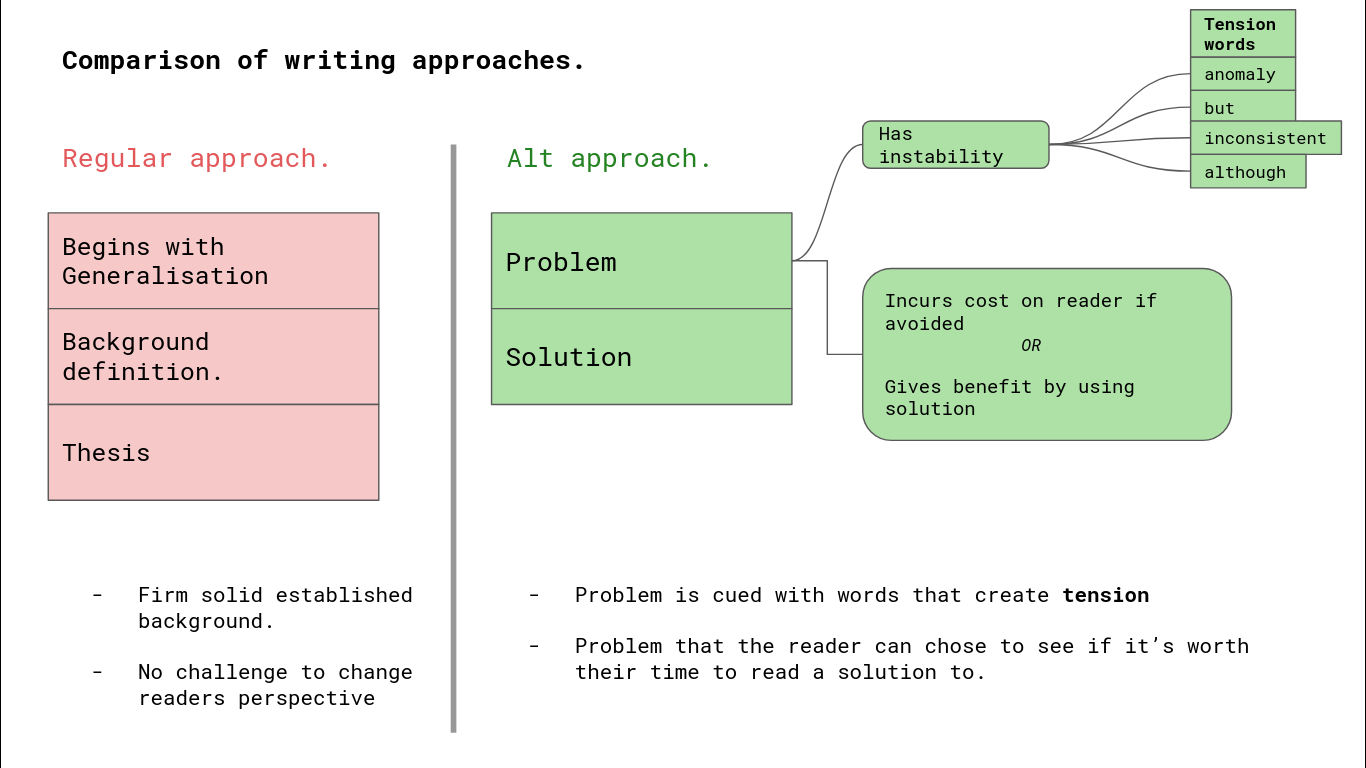 Comparison of writing approaches.
Regular approach.
Begins with
Generalisation
Background
definition.
Thesis
- Firm solid established
background.
- No challenge to change
readers perspective
Alt approach.
Problem
Solution
Has
instability
Tension
words
anomaly
but
inconsistent
although
Incurs cost on reader if
avoided
OR
Gives benefit by using
solution
- Problem is cued with words that create tension
- Problem that the reader can chose to see if it’s worth
their time to read a solution to.